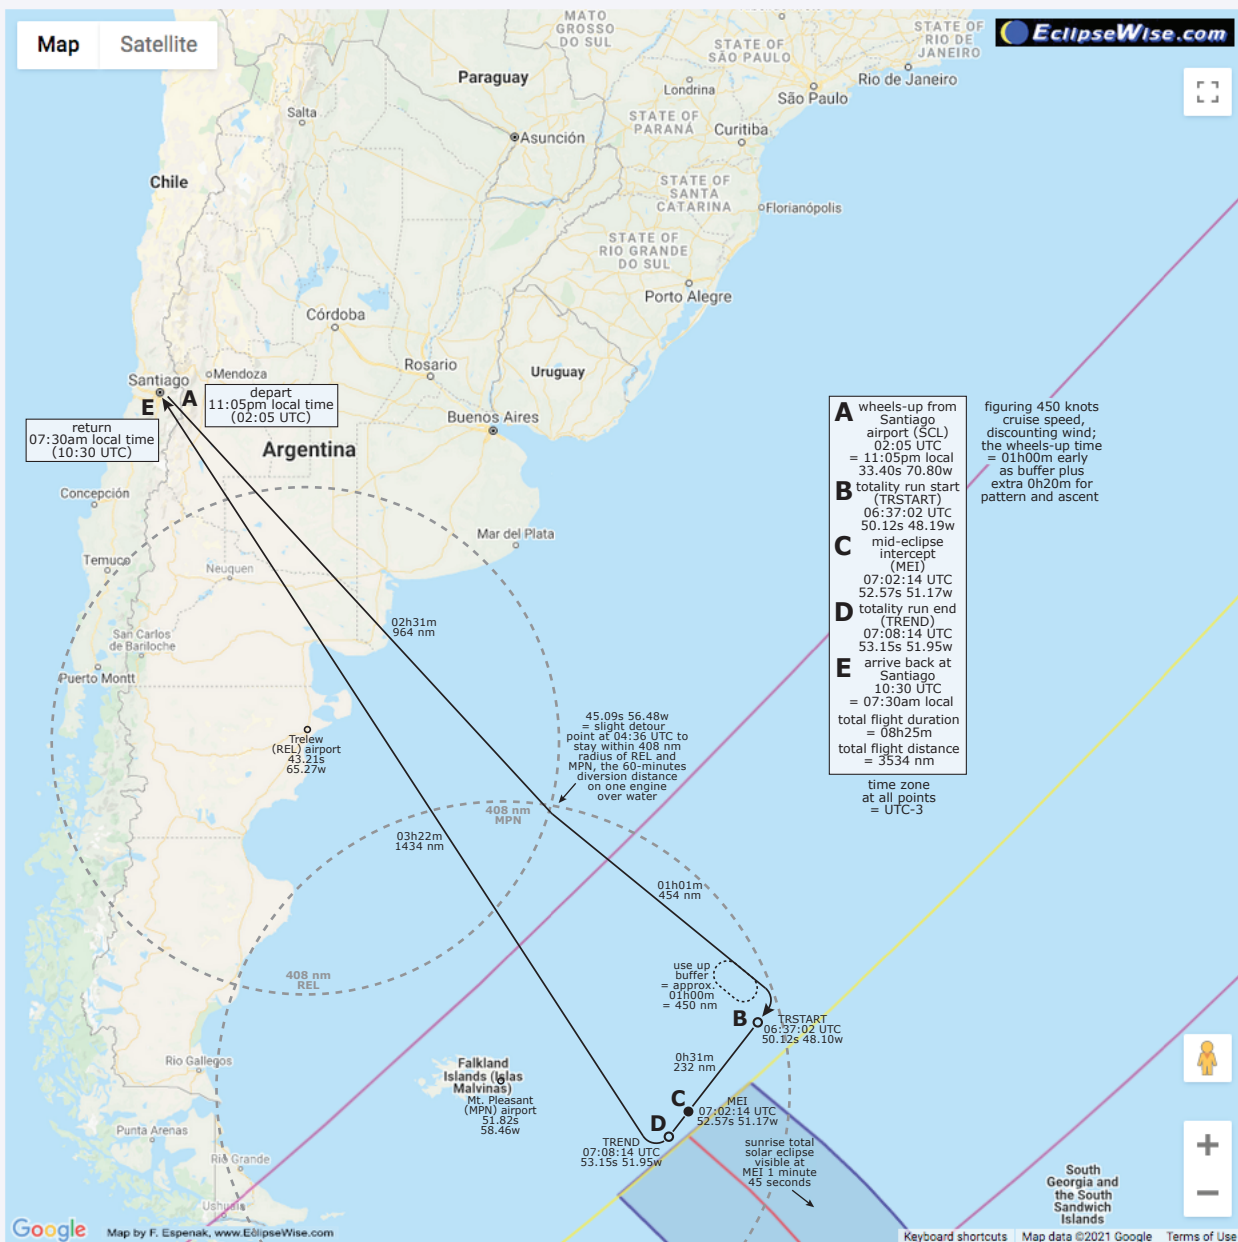 Map
Satellite
EclipseWise.com
MATO
GROSSO
DO SUL
STATE OF
SÃO PAULO
STATE OF
RIO DE
JANEIRO
Rio de Janeiro
Paraguay
Londrina
São Paulo
Salta
STATE OF
PARANÁ
Curitiba
Asunción
Chile
STATE OF
SANTA
CATARINA
Florianópolis
STATE OF
RIO GRANDE
DO SUL
Porto Alegre
Córdoba
Rosario
Uruguay
Santiago
Mendoza
A
E
depart
11:05pm local time
(02:05 UTC)
return
07:30am local time
(10:30 UTC)
Buenos Aires
Argentina
Concepción
Mar del Plata
Temuco
Neuquen
San Carlos
de Bariloche
Puerto Montt
02h31m
964 nm
Trelew
(REL) airport
43.21s
65.27w
45.09s 56.48w
= slight detour
point at 04:36 UTC to
stay within 408 nm
radius of REL and
MPN, the 60-minutes
diversion distance
on one engine
over water
408 nm
MPN
03h22m
1434 nm
01h01m
454 nm
408 nm
REL
use up
buffer
= approx.
01h00m
= 450 nm
B
TRSTART
06:37:02 UTC
50.12s 48.10w
0h31m
232 nm
Rio Gallegos
Falkland
Islands (Islas
Malvinas)
Mt. Pleasant
(MPN) airport
51.82s
58.46w
C
MEI
07:02:14 UTC
52.57s 51.17w
D
TREND
07:08:14 UTC
53.15s 51.95w
sunrise total
solar eclipse
visible at
MEI 1 minute
45 seconds
Punta Arenas
Rio Grande
Ushuaia
South
Georgia and
the South
Sandwich
Islands
A wheels-up from
Santiago
airport (SCL)
02:05 UTC
= 11:05pm local
33.40s 70.80w
B totality run start
(TRSTART)
06:37:02 UTC
50.12s 48.19w
C mid-eclipse
intercept
(MEI)
07:02:14 UTC
52.57s 51.17w
D totality run end
(TREND)
07:08:14 UTC
53.15s 51.95w
E arrive back at
Santiago
10:30 UTC
= 07:30am local
total flight duration
= 08h25m
total flight distance
= 3534 nm
time zone
at all points
= UTC-3
figuring 450 knots
cruise speed,
discounting wind;
the wheels-up time
= 01h00m early
as buffer plus
extra 0h20m for
pattern and ascent
+
−
Google
Map by F. Espenak, www.EclipseWise.com
Keyboard shortcuts
Map data ©2021 Google
Terms of Use